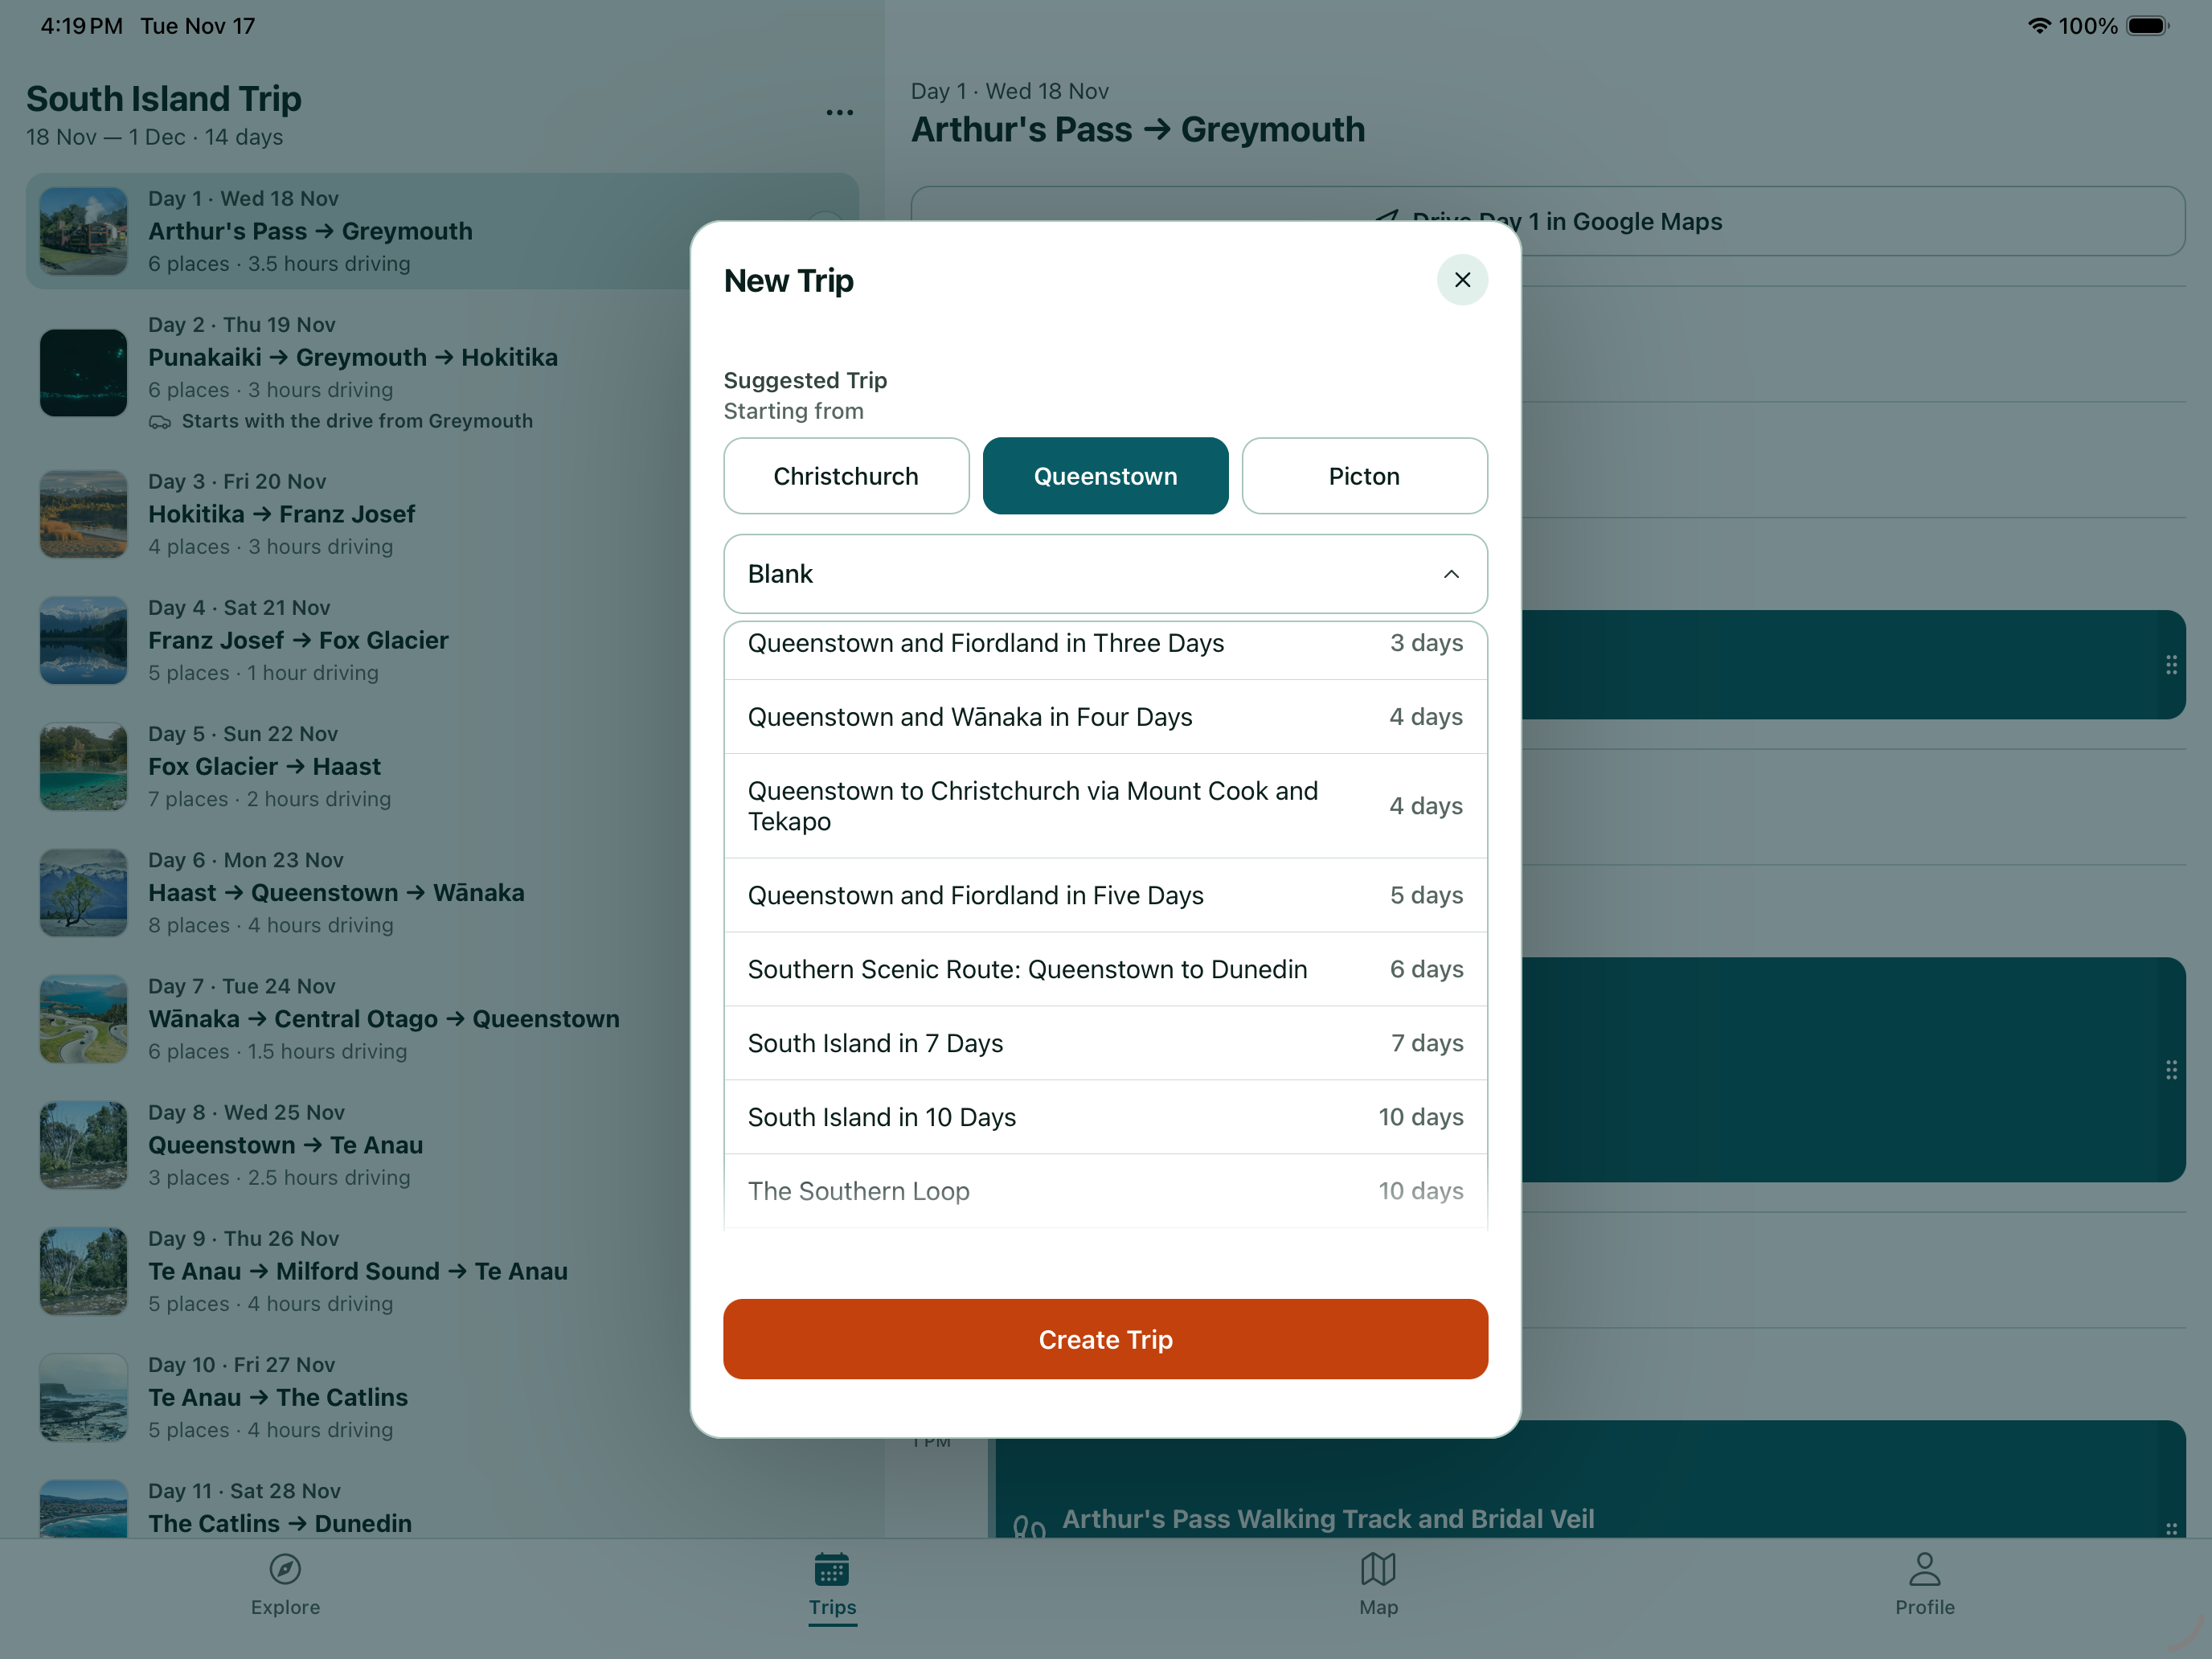 4:19 PM Tue Nov 17
100%
South Island Trip
18 Nov — 1 Dec · 14 days
Day 1 · Wed 18 Nov
Arthur's Pass → Greymouth
6 places · 3.5 hours driving
Day 2 · Thu 19 Nov
Punakaiki → Greymouth → Hokitika
6 places · 3 hours driving
Starts with the drive from Greymouth
Day 3 · Fri 20 Nov
Hokitika → Franz Josef
4 places · 3 hours driving
Day 4 · Sat 21 Nov
Franz Josef → Fox Glacier
5 places · 1 hour driving
Day 5 · Sun 22 Nov
Fox Glacier → Haast
7 places · 2 hours driving
Day 6 · Mon 23 Nov
Haast → Queenstown → Wānaka
8 places · 4 hours driving
Day 7 · Tue 24 Nov
Wānaka → Central Otago → Queenstown
6 places · 1.5 hours driving
Day 8 · Wed 25 Nov
Queenstown → Te Anau
3 places · 2.5 hours driving
Day 9 · Thu 26 Nov
Te Anau → Milford Sound → Te Anau
5 places · 4 hours driving
Day 10 · Fri 27 Nov
Te Anau → The Catlins
5 places · 4 hours driving
Day 11 · Sat 28 Nov
The Catlins → Dunedin
Day 1 · Wed 18 Nov
Arthur's Pass → Greymouth
Drive Day 1 in Google Maps
New Trip
Suggested Trip
Starting from
Christchurch
Queenstown
Picton
Blank
Queenstown and Fiordland in Three Days 3 days
Queenstown and Wānaka in Four Days 4 days
Queenstown to Christchurch via Mount Cook and
Tekapo
4 days
Queenstown and Fiordland in Five Days 5 days
Southern Scenic Route: Queenstown to Dunedin 6 days
South Island in 7 Days 7 days
South Island in 10 Days 10 days
The Southern Loop 10 days
Create Trip
1 PM
Arthur's Pass Walking Track and Bridal Veil
Explore
Trips
Map
Profile